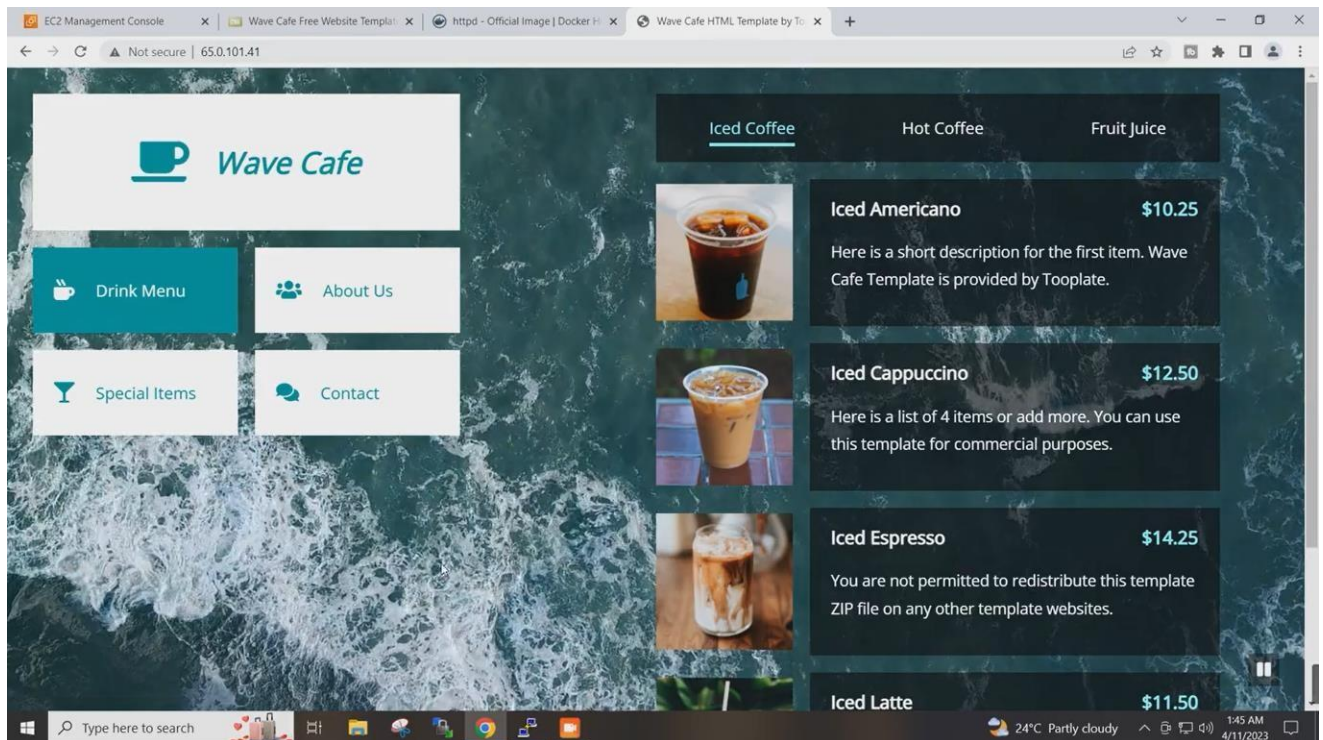 EC2 Management Console
Wave Cafe Free Website Templat
httpd - Official Image | Docker H
Wave Cafe HTML Template by To
Not secure | 65.0.101.41
Wave Cafe
Drink Menu
About Us
Special Items
Contact
Iced Coffee
Hot Coffee
Fruit Juice
Iced Americano
$10.25
Here is a short description for the first item. Wave
Cafe Template is provided by Tooplate.
Iced Cappuccino
$12.50
Here is a list of 4 items or add more. You can use
this template for commercial purposes.
Iced Espresso
$14.25
You are not permitted to redistribute this template
ZIP file on any other template websites.
Iced Latte
$11.50
Type here to search
24°C Partly cloudy
1:45 AM
4/11/2023